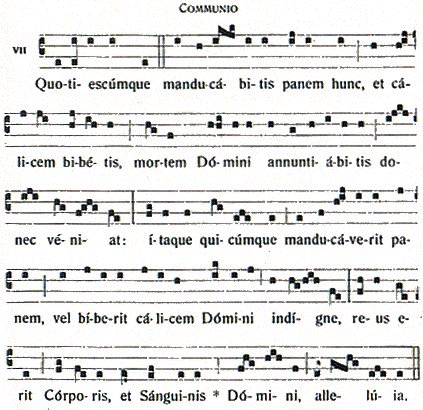 COMMUNIO
VII
Quo-ti- escúmque mandu-cá- bi-tis panem hunc, et cá-
li-cem bi-bé- tis, mor-tem Dó-mini annunti- á-bi-tis do-
nec vé-ni- at: í-taque qui-cúmque mandu-cá-ve-rit pa-
nem, vel bí-be-rit cá-li-cem Dómi-ni indí- gne, re-us e-
rit Córpo-ris, et Sángui-nis * Dó-mi-ni, alle- lú-ia.